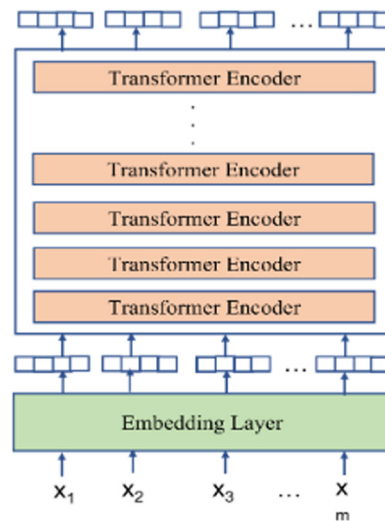 ...
Transformer Encoder
Transformer Encoder
Transformer Encoder
Transformer Encoder
Transformer Encoder
...
Embedding Layer
x1 x2 x3 ... x
m